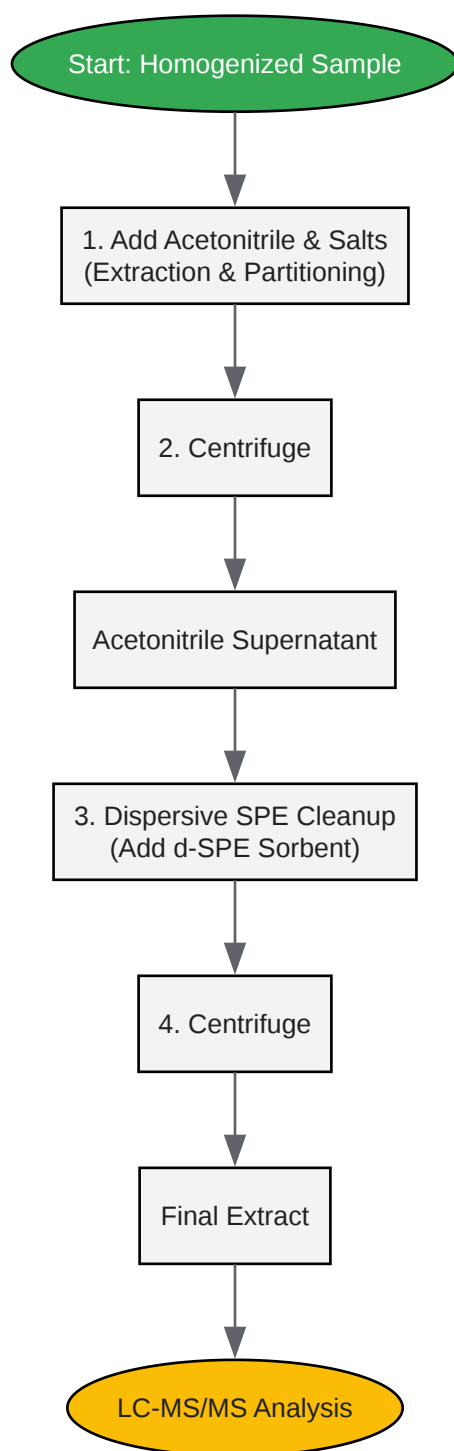 Start: Homogenized Sample
1. Add Acetonitrile & Salts
(Extraction & Partitioning)
2. Centrifuge
Acetonitrile Supernatant
3. Dispersive SPE Cleanup
(Add d-SPE Sorbent)
4. Centrifuge
Final Extract
LC-MS/MS Analysis